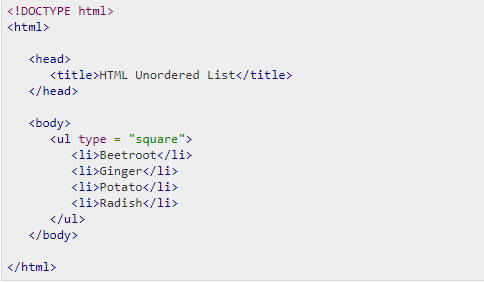 <!DOCTYPE html>
<html>
<head>
<title>HTML Unordered List</title>
</head>
<body>
<ul type = "square">
<li>Beetroot</li>
<li>Ginger</li>
<li>Potato</li>
<li>Radish</li>
</ul>
</body>
</html>